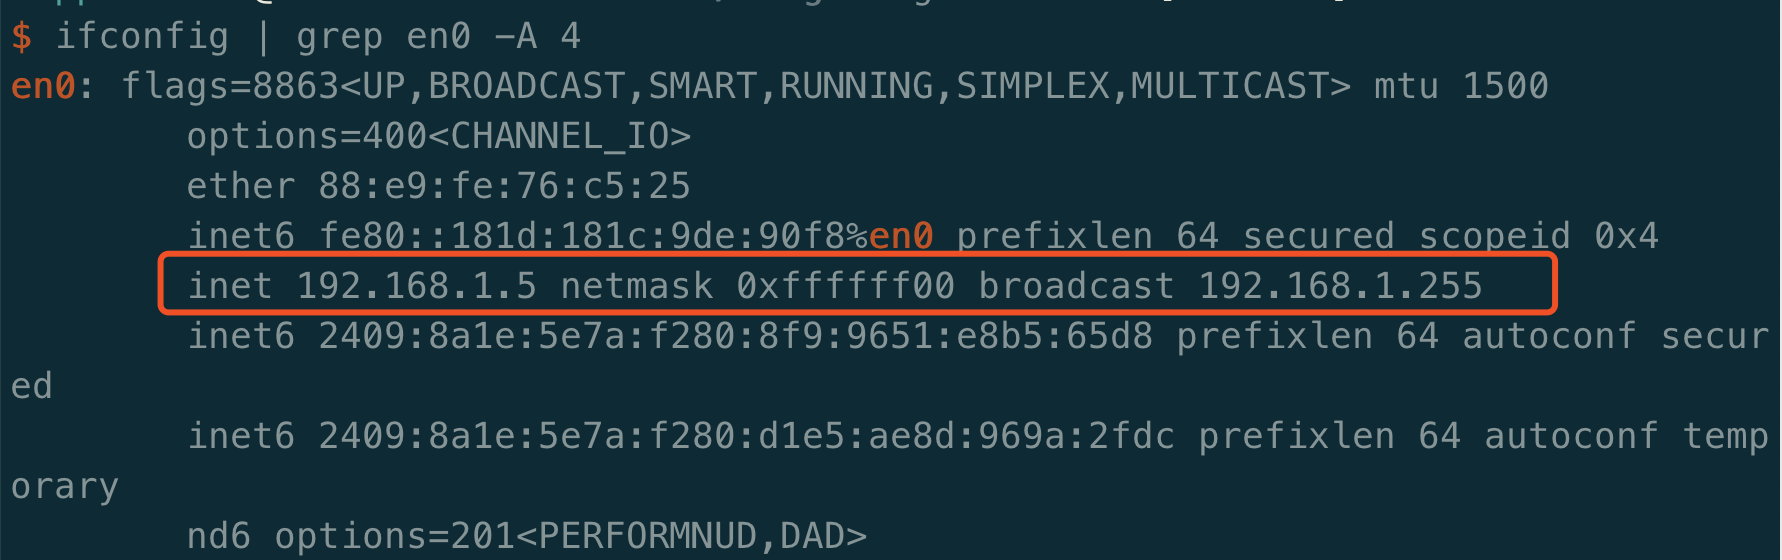 $ ifconfig | grep en0 -A 4
en0: flags=8863<UP,BROADCAST,SMART,RUNNING,SIMPLEX,MULTICAST> mtu 1500
options=400<CHANNEL_IO>
ether 88:e9:fe:76:c5:25
inet6 fe80::181d:181c:9de:90f8%en0 prefixlen 64 secured scopeid 0x4
inet 192.168.1.5 netmask 0xffffff00 broadcast 192.168.1.255
inet6 2409:8a1e:5e7a:f280:8f9:9651:e8b5:65d8 prefixlen 64 autoconf secur
ed
inet6 2409:8a1e:5e7a:f280:d1e5:ae8d:969a:2fdc prefixlen 64 autoconf temp
orary
nd6 options=201<PERFORMNUD,DAD>